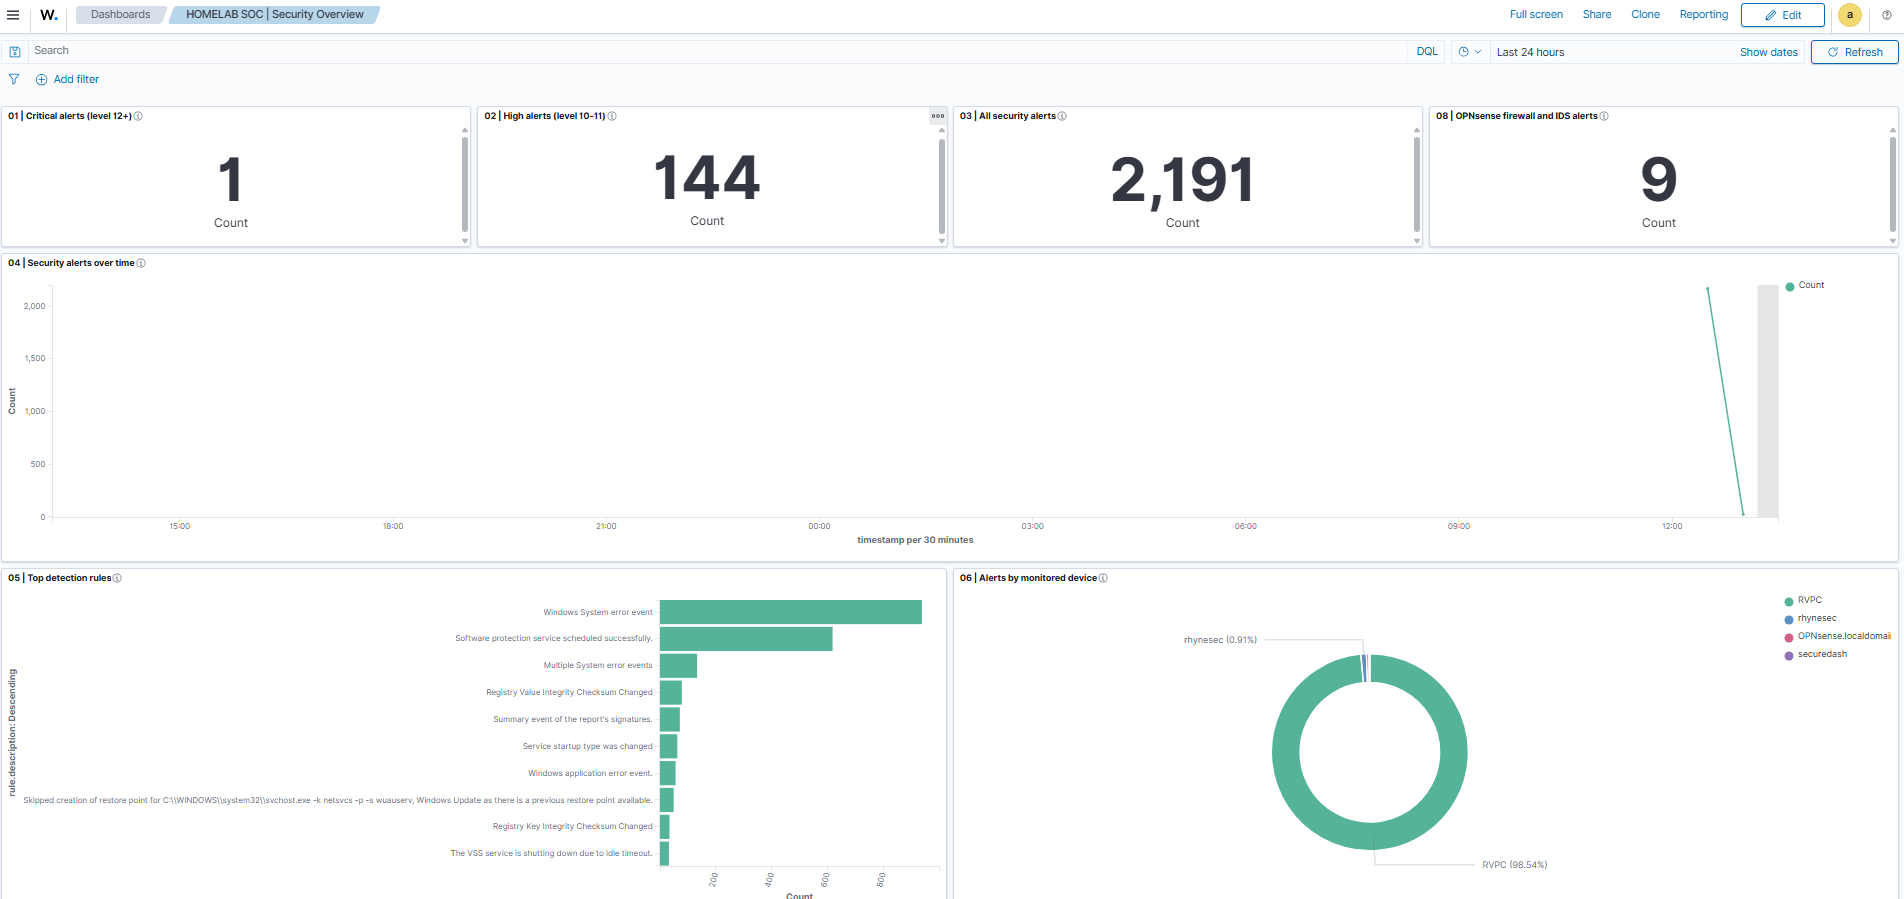 W.
Dashboards
HOMELAB SOC | Security Overview
Full screen
Share
Clone
Reporting
Edit
a
Search
DQL
Last 24 hours
Show dates
Refresh
Add filter
01 | Critical alerts (level 12+)
1
Count
02 | High alerts (level 10-11)
144
Count
03 | All security alerts
2,191
Count
08 | OPNsense firewall and IDS alerts
9
Count
04 | Security alerts over time
Count
2,000
1,500
1,000
500
0
15:00
18:00
21:00
00:00
03:00
06:00
09:00
12:00
timestamp per 30 minutes
Count
05 | Top detection rules
rule.description: Descending
Windows System error event
Software protection service scheduled successfully.
Multiple System error events
Registry Value Integrity Checksum Changed
Summary event of the report's signatures.
Service startup type was changed
Windows application error event.
Skipped creation of restore point for C:\\WINDOWS\\system32\\svchost.exe -k netsvcs -p -s wuauserv, Windows Update as there is a previous restore point available.
Registry Key Integrity Checksum Changed
The VSS service is shutting down due to idle timeout.
200
400
600
800
Count
06 | Alerts by monitored device
rhynesec (0.91%)
RVPC (98.54%)
RVPC
rhynesec
OPNsense.localdomai
securedash